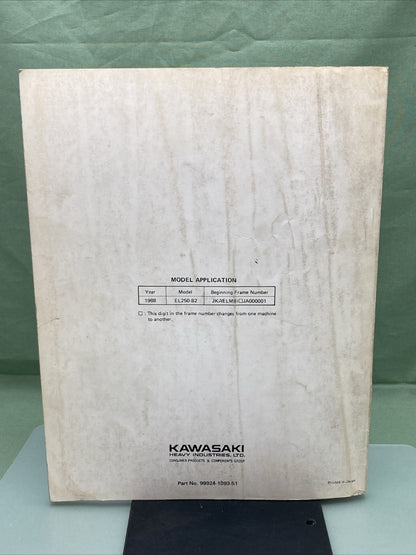 MODEL APPLICATION
Year Model Beginning Frame Number
1988 EL250-B2
□ : This digit in the frame number changes from one machine
to another.
KAWASAKI
HEAVY INDUSTRIES, LTD.
CONSUMER PRODUCTS & COMPONENTS GROUP
Part No. 99924-1093-51
Printed in Japan